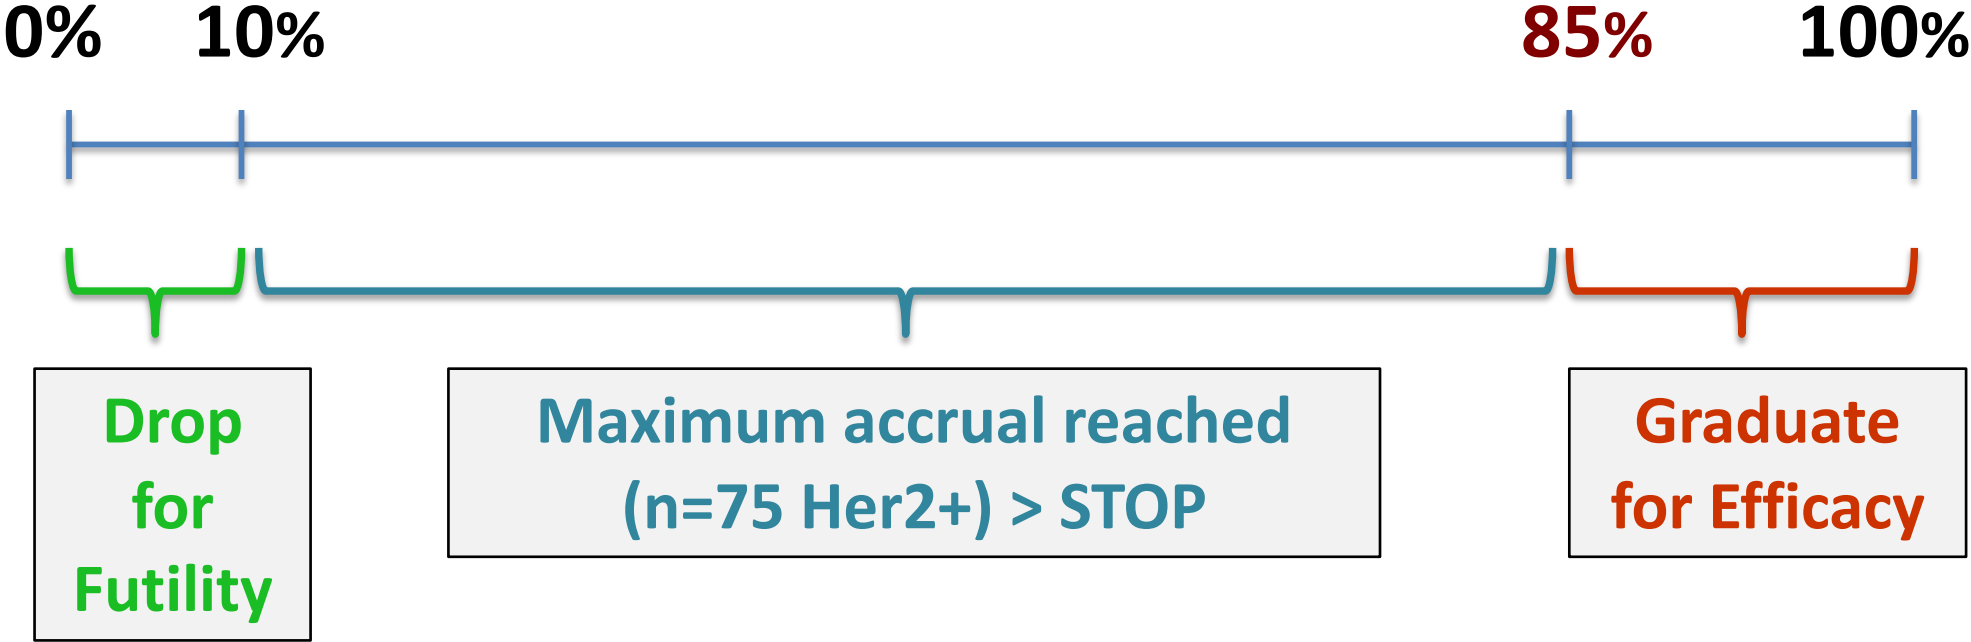 0% 10% 85% 100%
Drop
for
Futility
Maximum accrual reached
(n=75 Her2+) > STOP
Graduate
for Efficacy